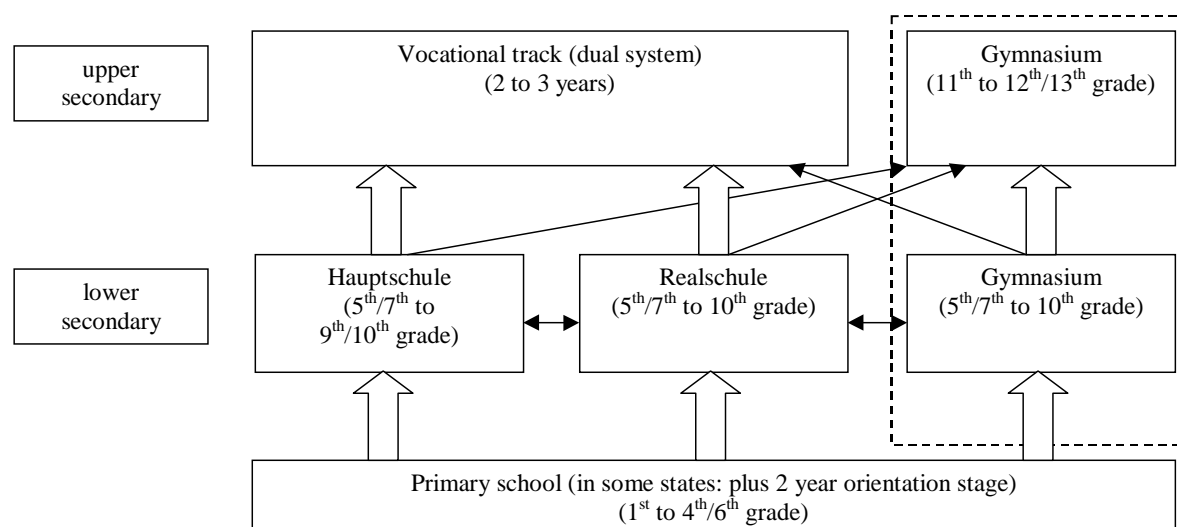 upper
secondary
Vocational track (dual system)
(2 to 3 years)
Gymnasium
(11th to 12th/13th grade)
lower
secondary
Hauptschule
(5th/7th to
9th/10th grade)
Realschule
(5th/7th to 10th grade)
Gymnasium
(5th/7th to 10th grade)
Primary school (in some states: plus 2 year orientation stage)
(1st to 4th/6th grade)